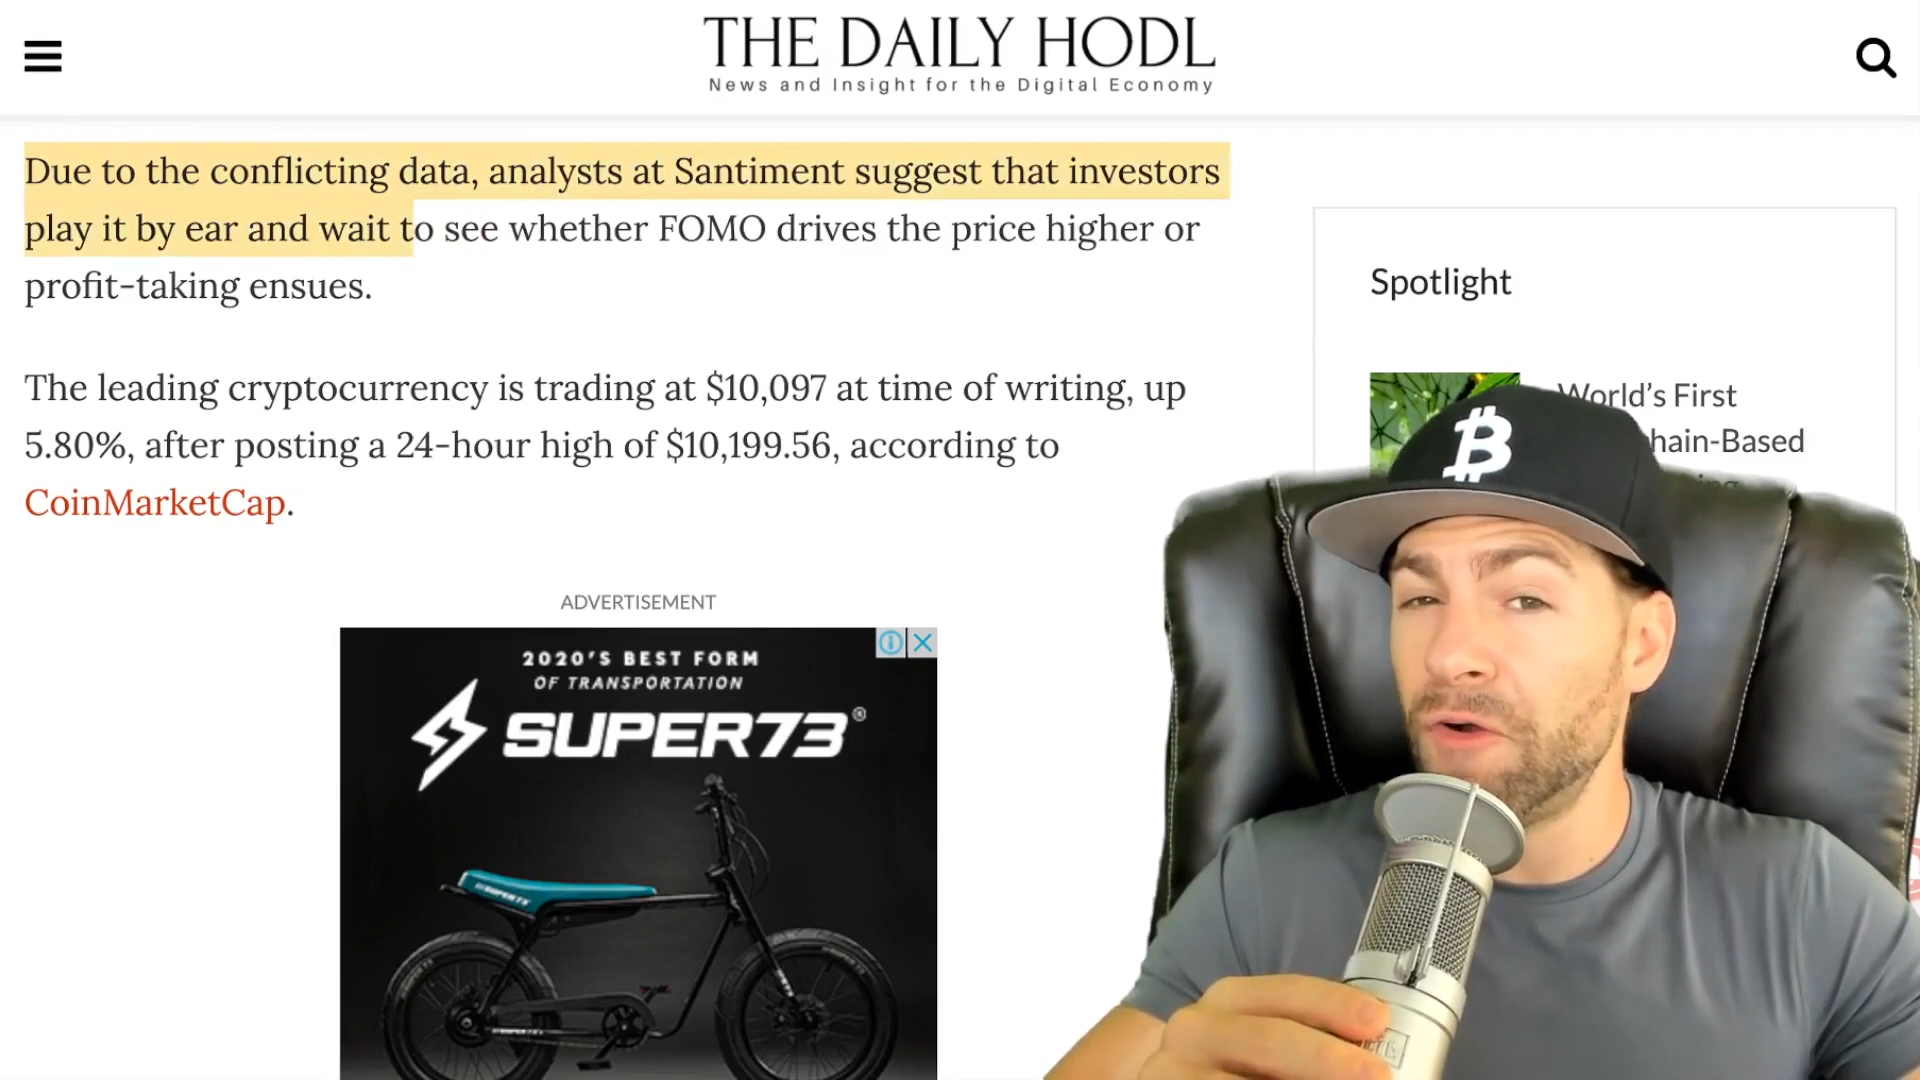 THE DAILY HODL
News and Insight for the Digital Economy
Due to the conflicting data, analysts at Santiment suggest that investors
play it by ear and wait to see whether FOMO drives the price higher or
profit-taking ensues.
The leading cryptocurrency is trading at $10,097 at time of writing, up
5.80%, after posting a 24-hour high of $10,199.56, according to
CoinMarketCap.
ADVERTISEMENT
2020'S BEST FORM
OF TRANSPORTATION
SUPER73®
SUPER73
Spotlight
World's First
hain-Based